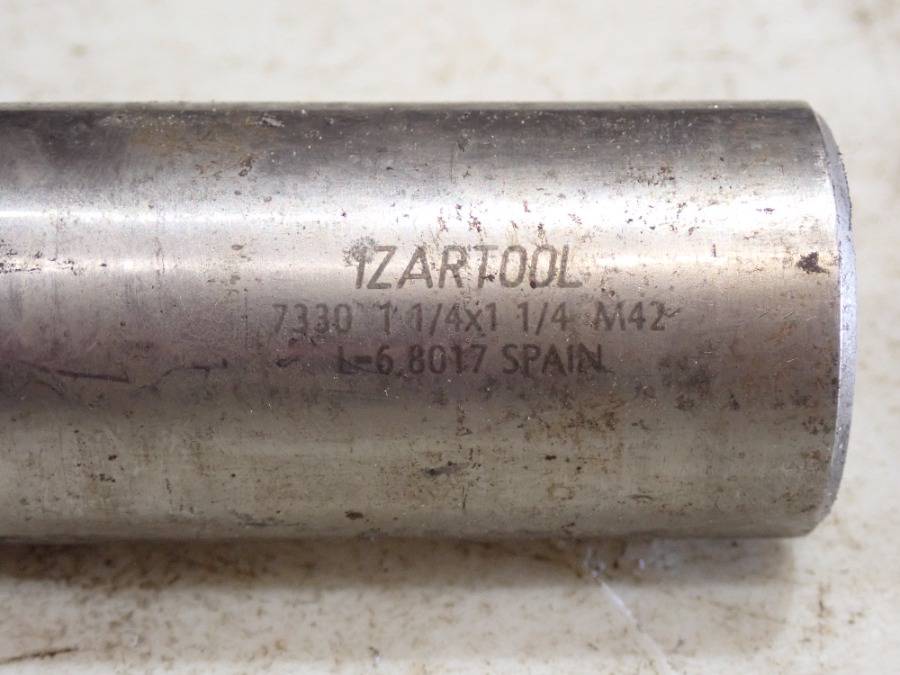 IZARTOOL
7330 1 1/4x1 1/4 M42
L=6,8017 SPAIN